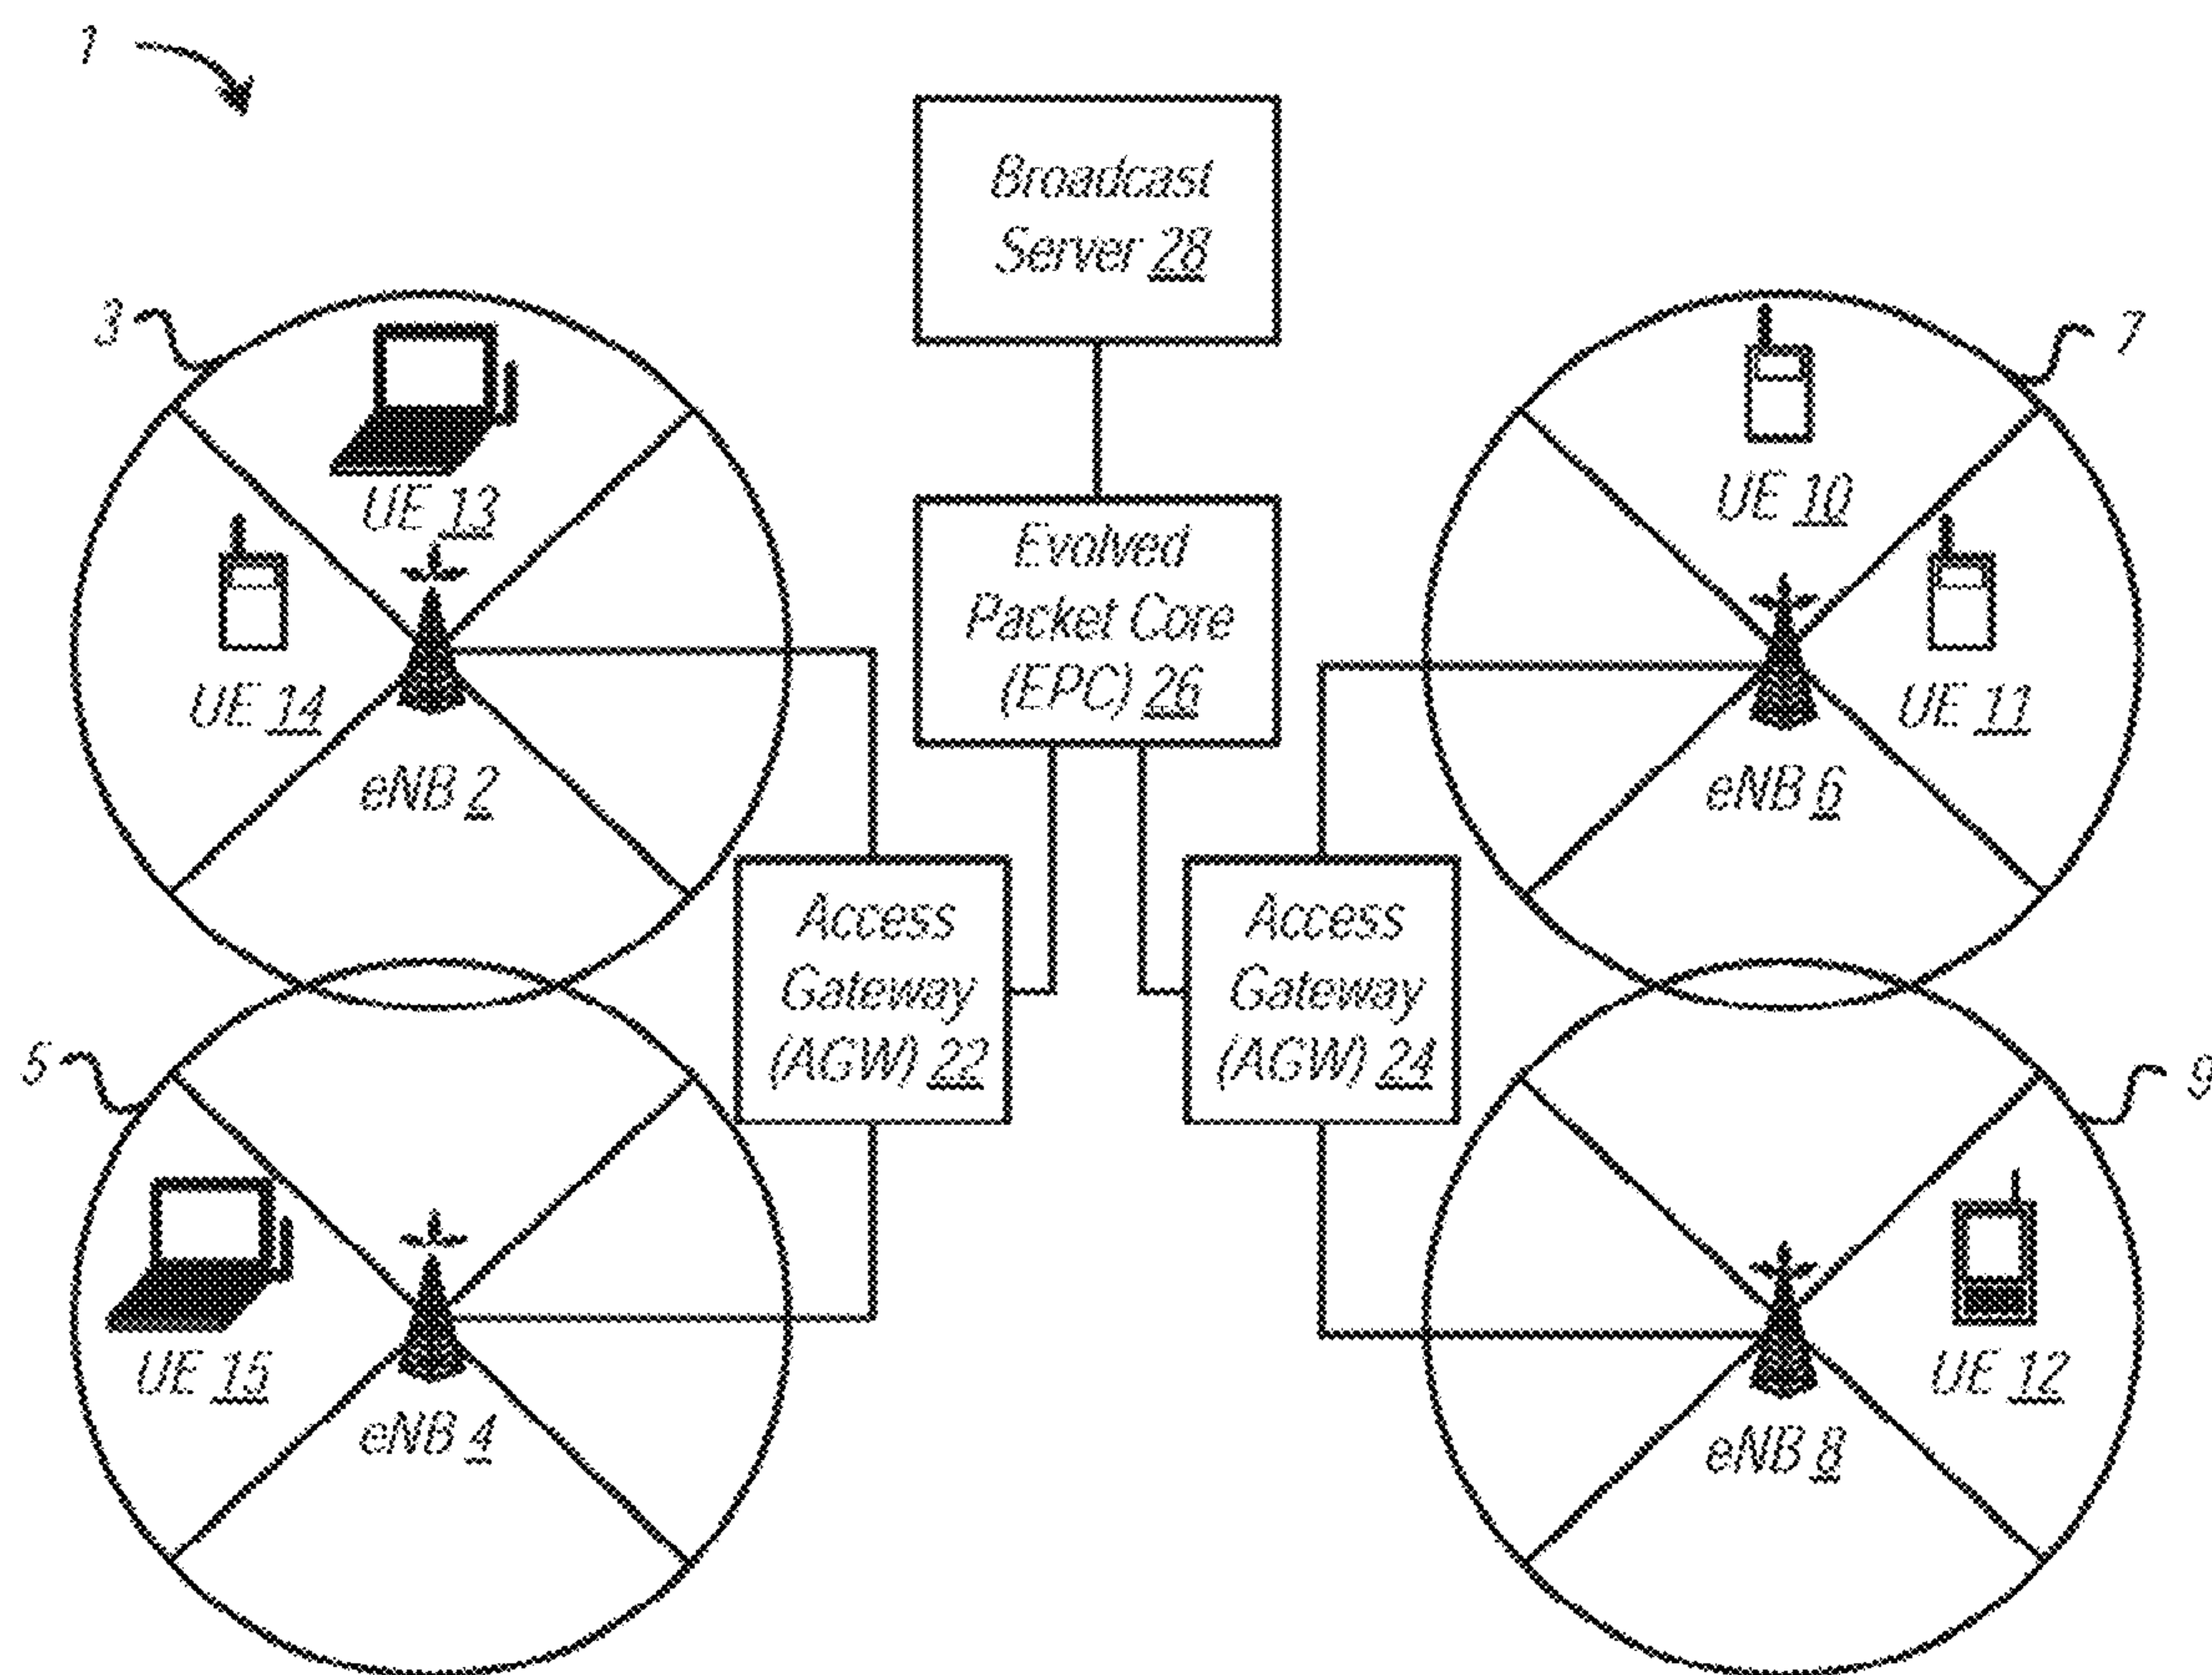 1
Broadcast
Server 28
3
7
UE 13
UE 10
Evolved
Packet Core
(EPC) 26
UE 14
UE 11
eNB 2
eNB 6
Access
Gateway
(AGW) 22
Access
Gateway
(AGW) 24
5
9
UE 15
UE 12
eNB 4
eNB 8